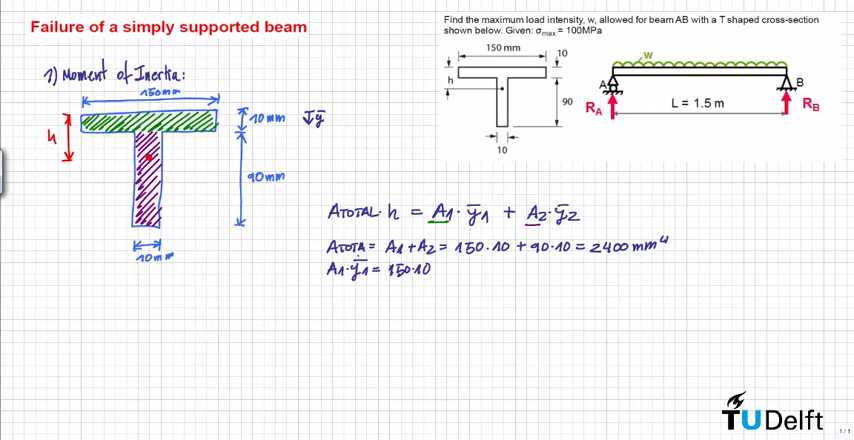 Failure of a simply supported beam
Find the maximum load intensity, w, allowed for beam AB with a T shaped cross-section
shown below. Given: σmax = 100MPa
150 mm
10
h
90
10
w
A
B
RA
L = 1.5 m
RB
1) Moment of Inertia:
150mm
10mm
↓ȳ
h
90mm
10mm
ATOTAL · h = A1 · ȳ1 + A2 · ȳ2
ATOTA = A1 + A2 = 150 · 10 + 90 · 10 = 2400 mm⁴
A1 · ȳ1 = 150 · 10
TUDelft
1 / 1